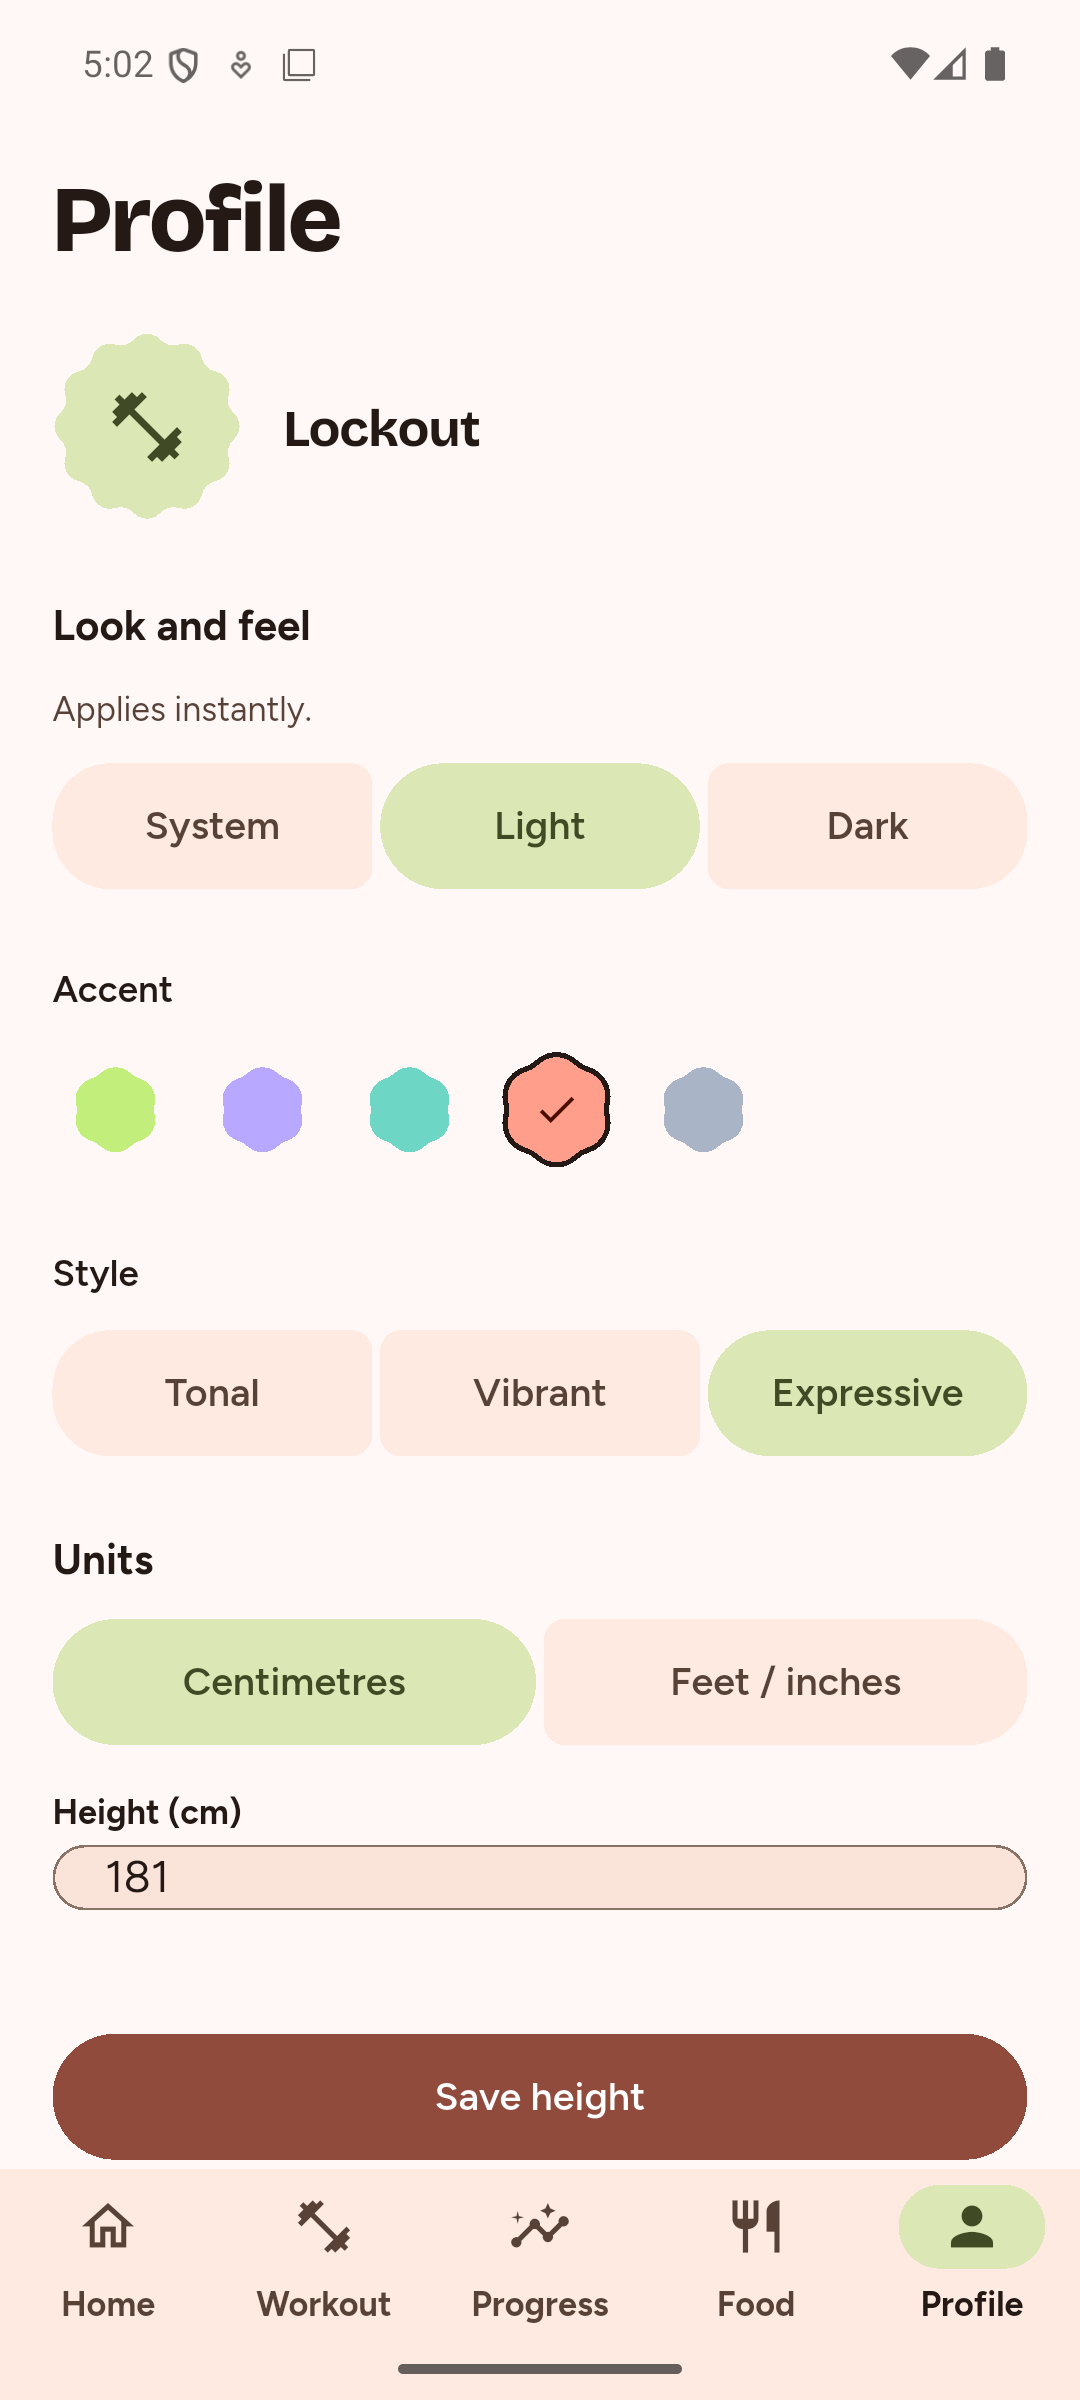 5:02
Profile
Lockout
Look and feel
Applies instantly.
System Light Dark
Accent
Style
Tonal Vibrant Expressive
Units
Centimetres Feet / inches
Height (cm)
181
Save height
Home Workout Progress Food Profile